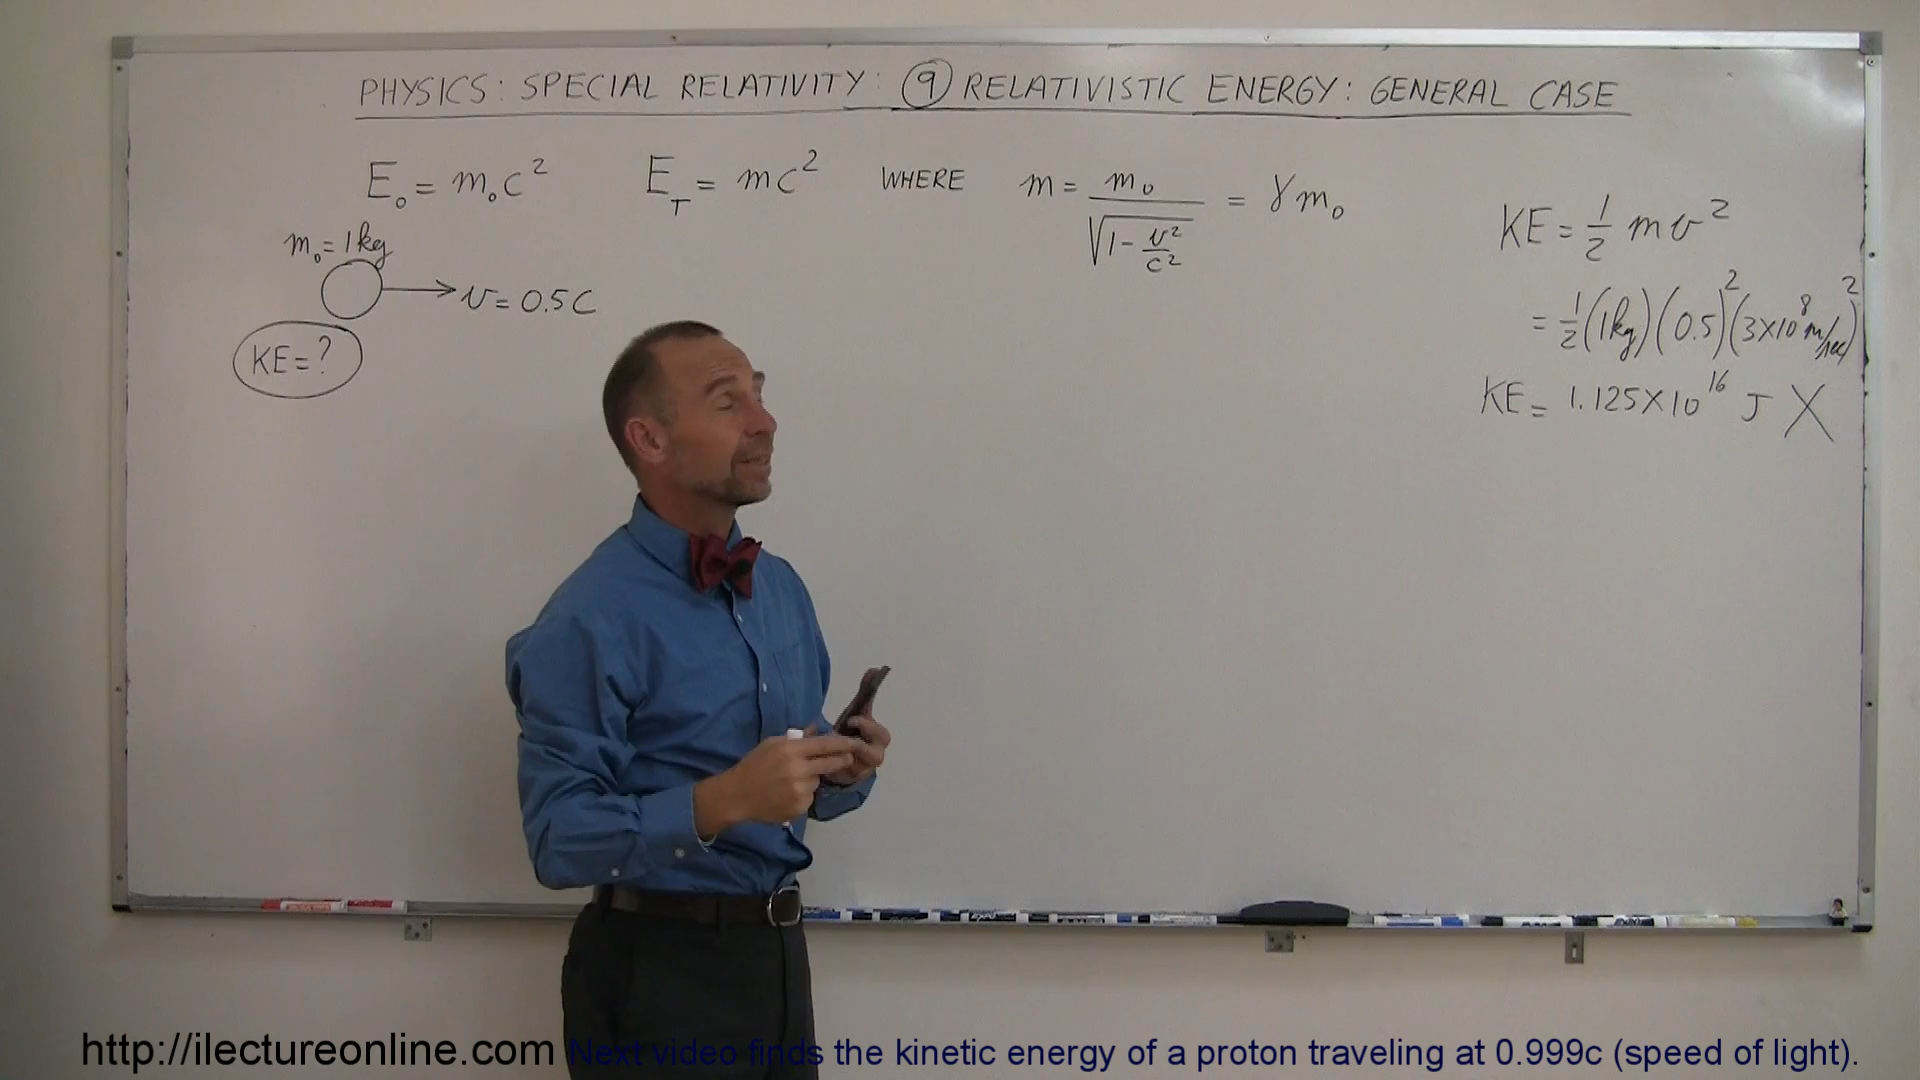 PHYSICS: SPECIAL RELATIVITY: ⑨ RELATIVISTIC ENERGY: GENERAL CASE
E₀ = m₀c² E_T = mc² WHERE m = m₀/√(1 - v²/c²) = γm₀
m₀ = 1kg
v = 0.5C
KE = ?
KE = 1/2 mv²
= 1/2 (1kg)(0.5)²(3×10⁸ m/sec)²
KE = 1.125×10¹⁶ J X
http://ilectureonline.com Next video finds the kinetic energy of a proton traveling at 0.999c (speed of light).